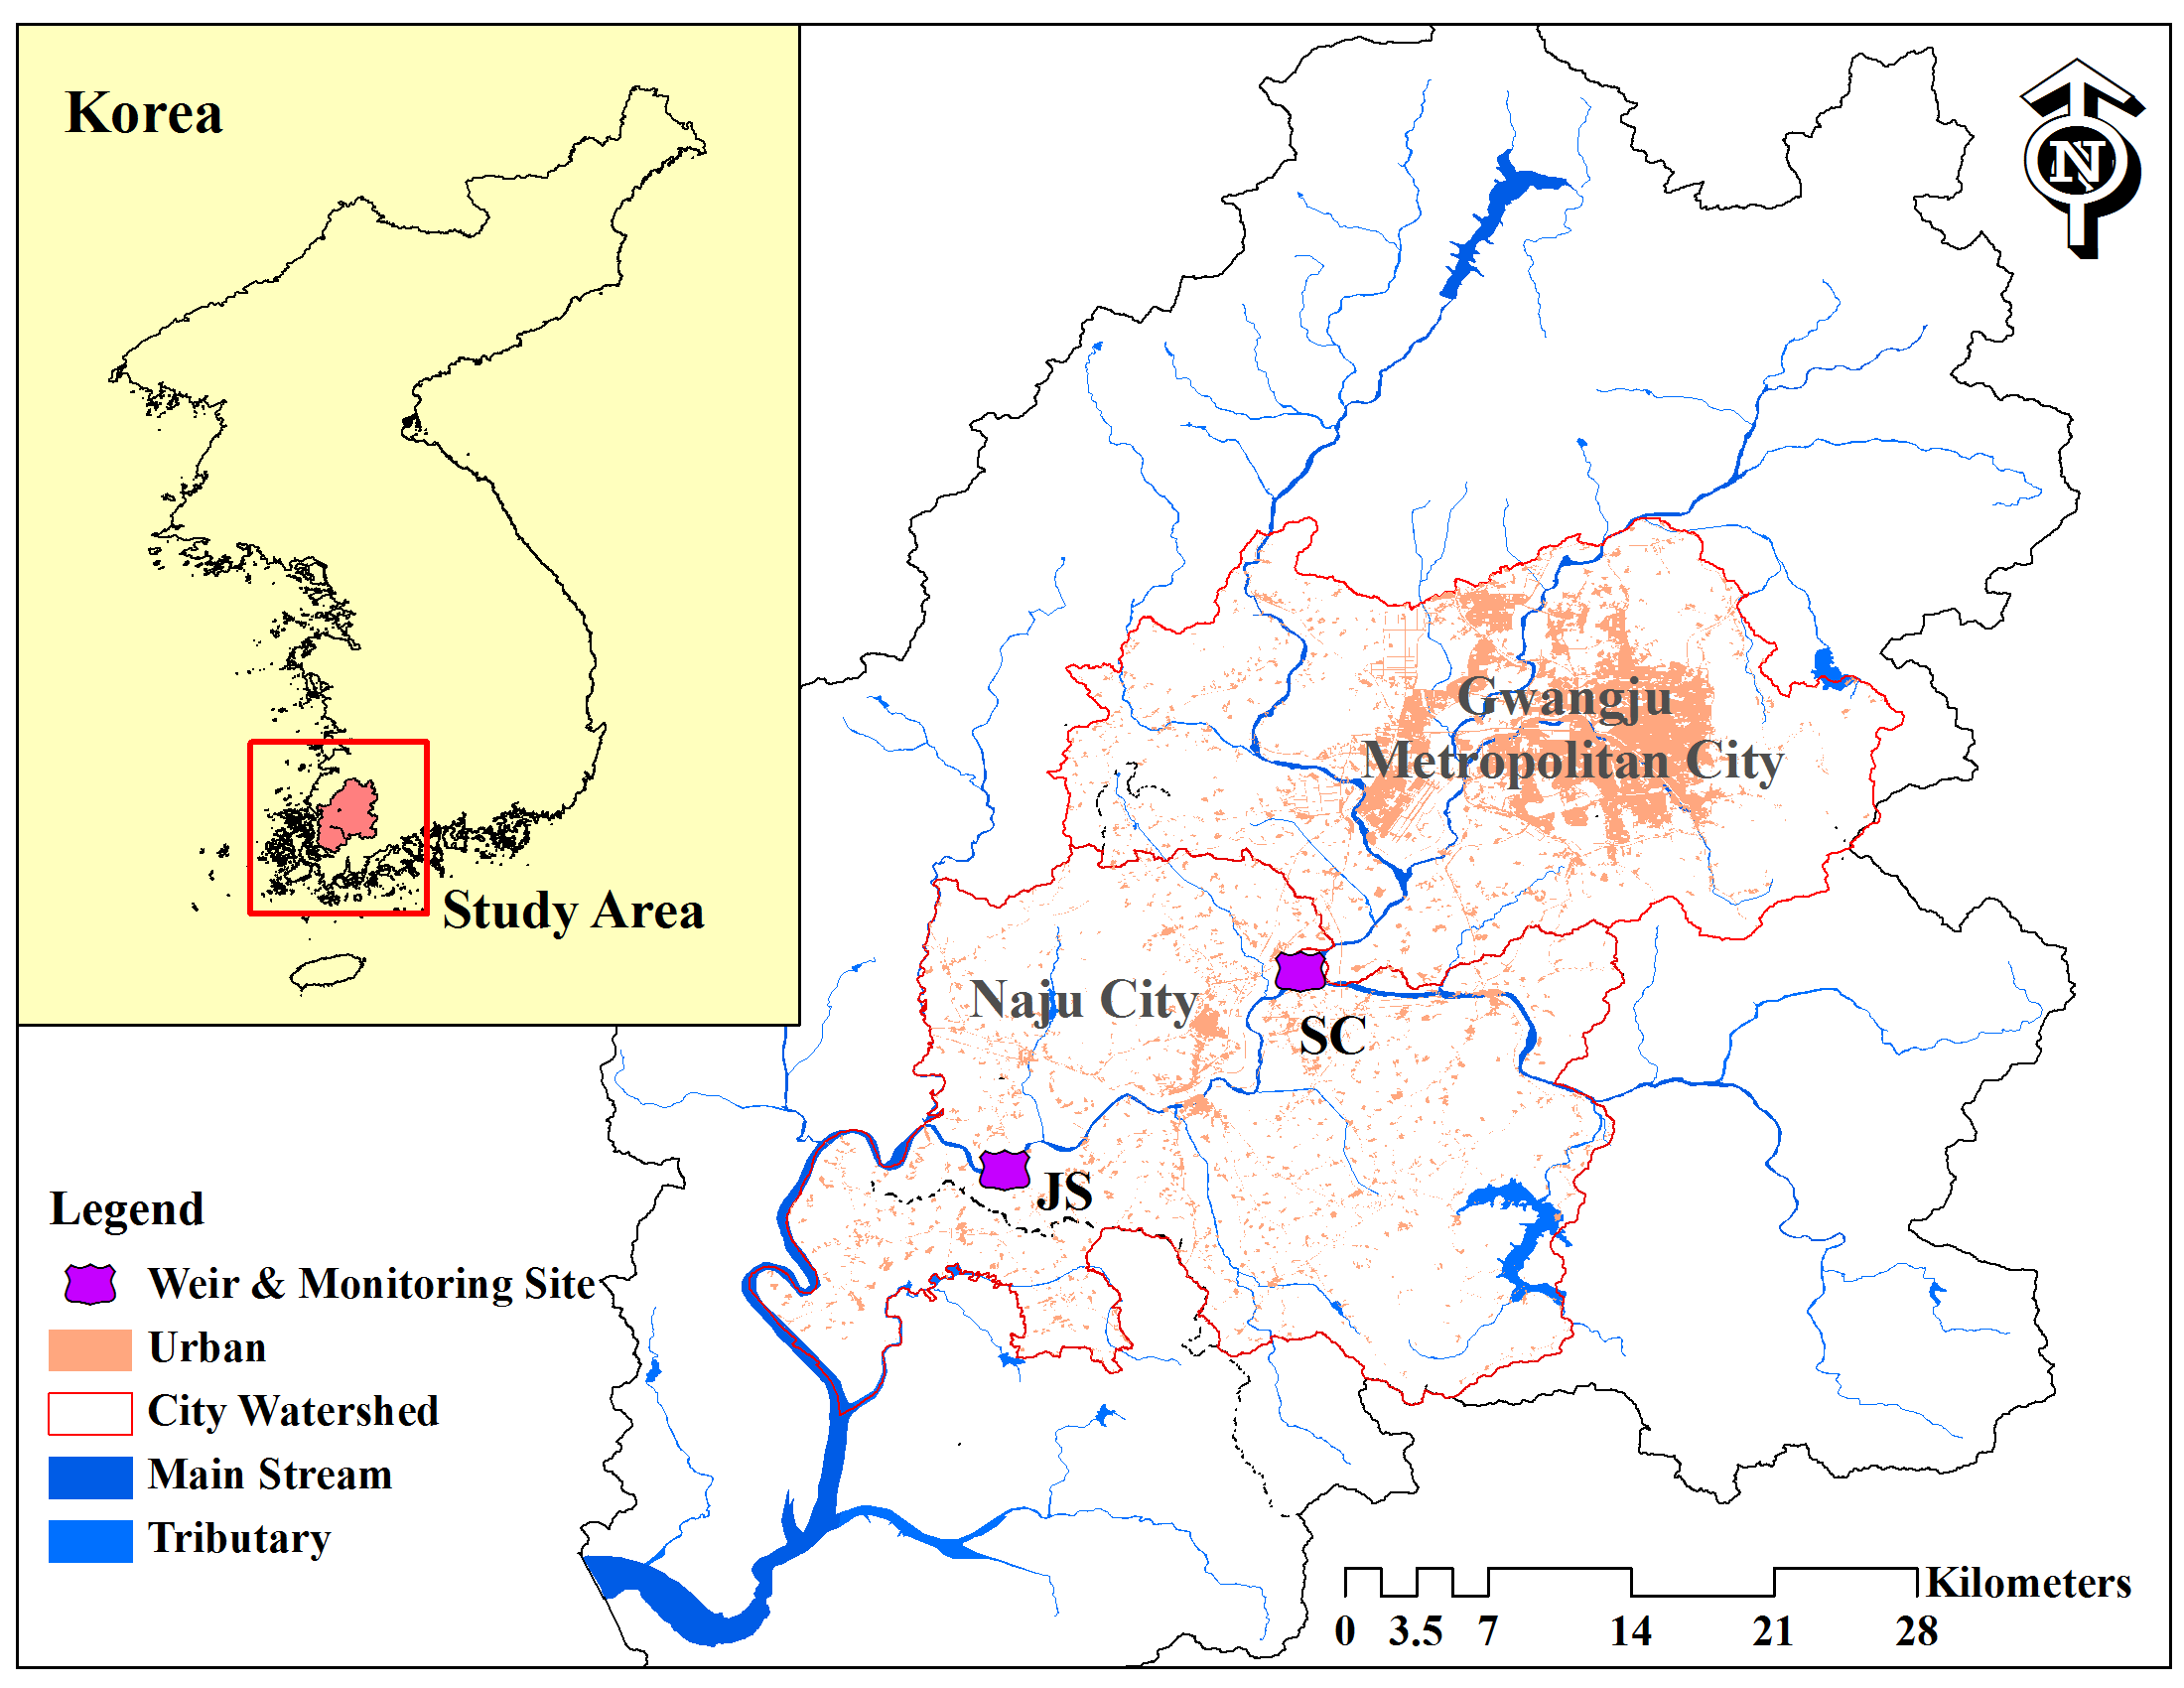 Korea
Study Area
N
Gwangju
Metropolitan City
Naju City
SC
JS
Legend
Weir & Monitoring Site
Urban
City Watershed
Main Stream
Tributary
Kilometers
0 3.5 7 14 21 28